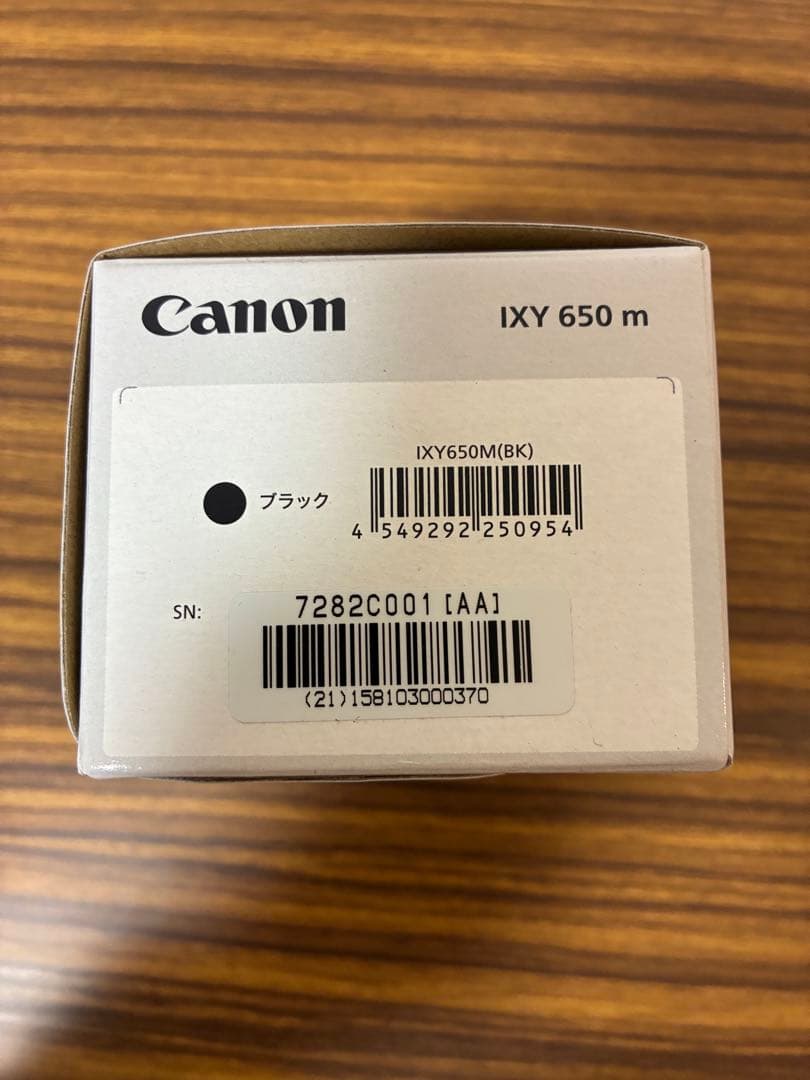 Canon
IXY 650 m
IXY650M(BK)
ブラック
4 549292 250954
SN:
7282C001 [AA]
(21)158103000370